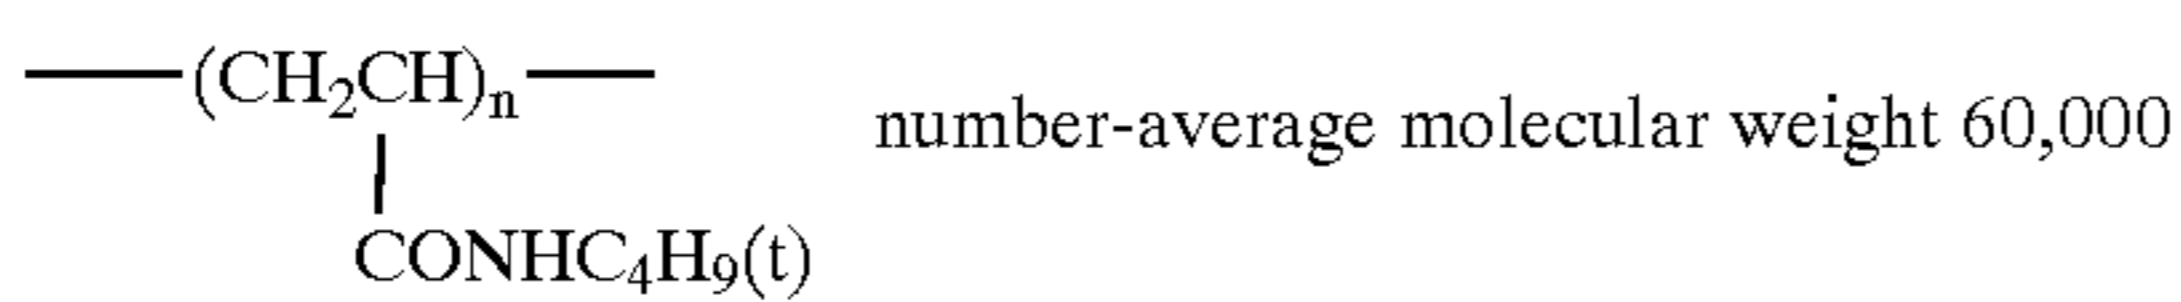 (CH₂CH)ₙ number-average molecular weight 60,000
CONHC₄H₉(t)